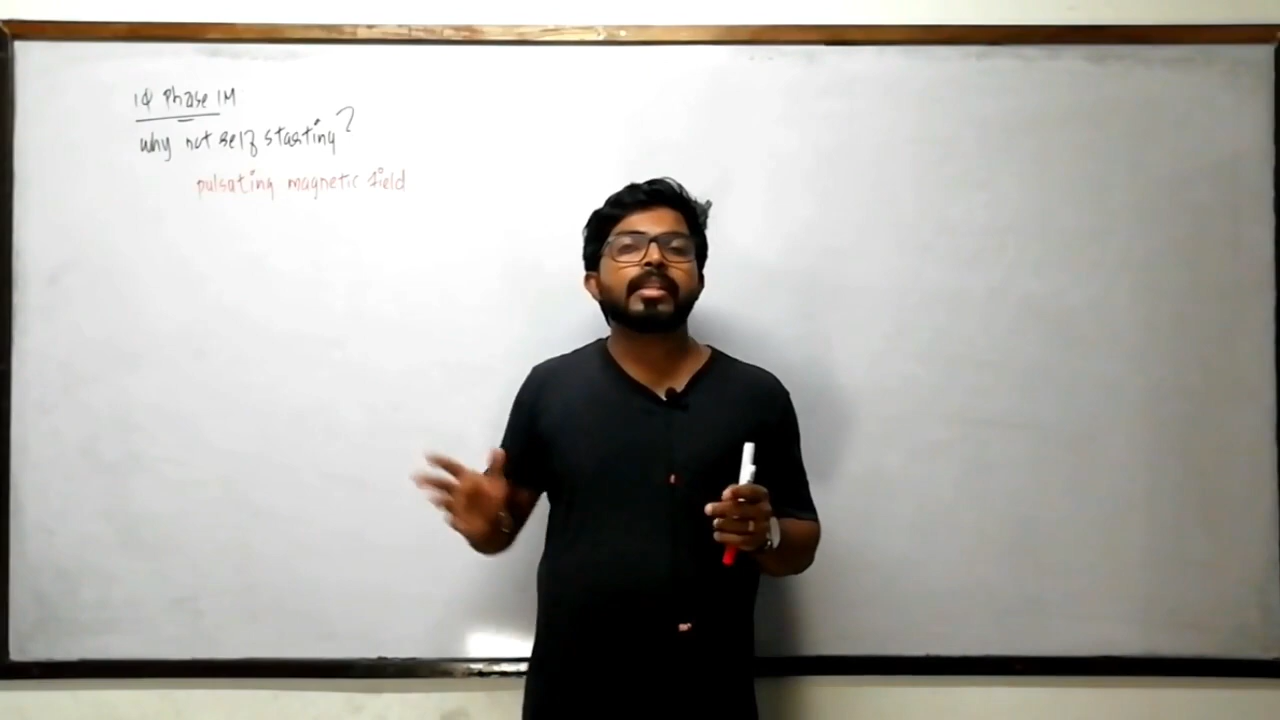 1Φ Phase IM
why not self starting?
pulsating magnetic field